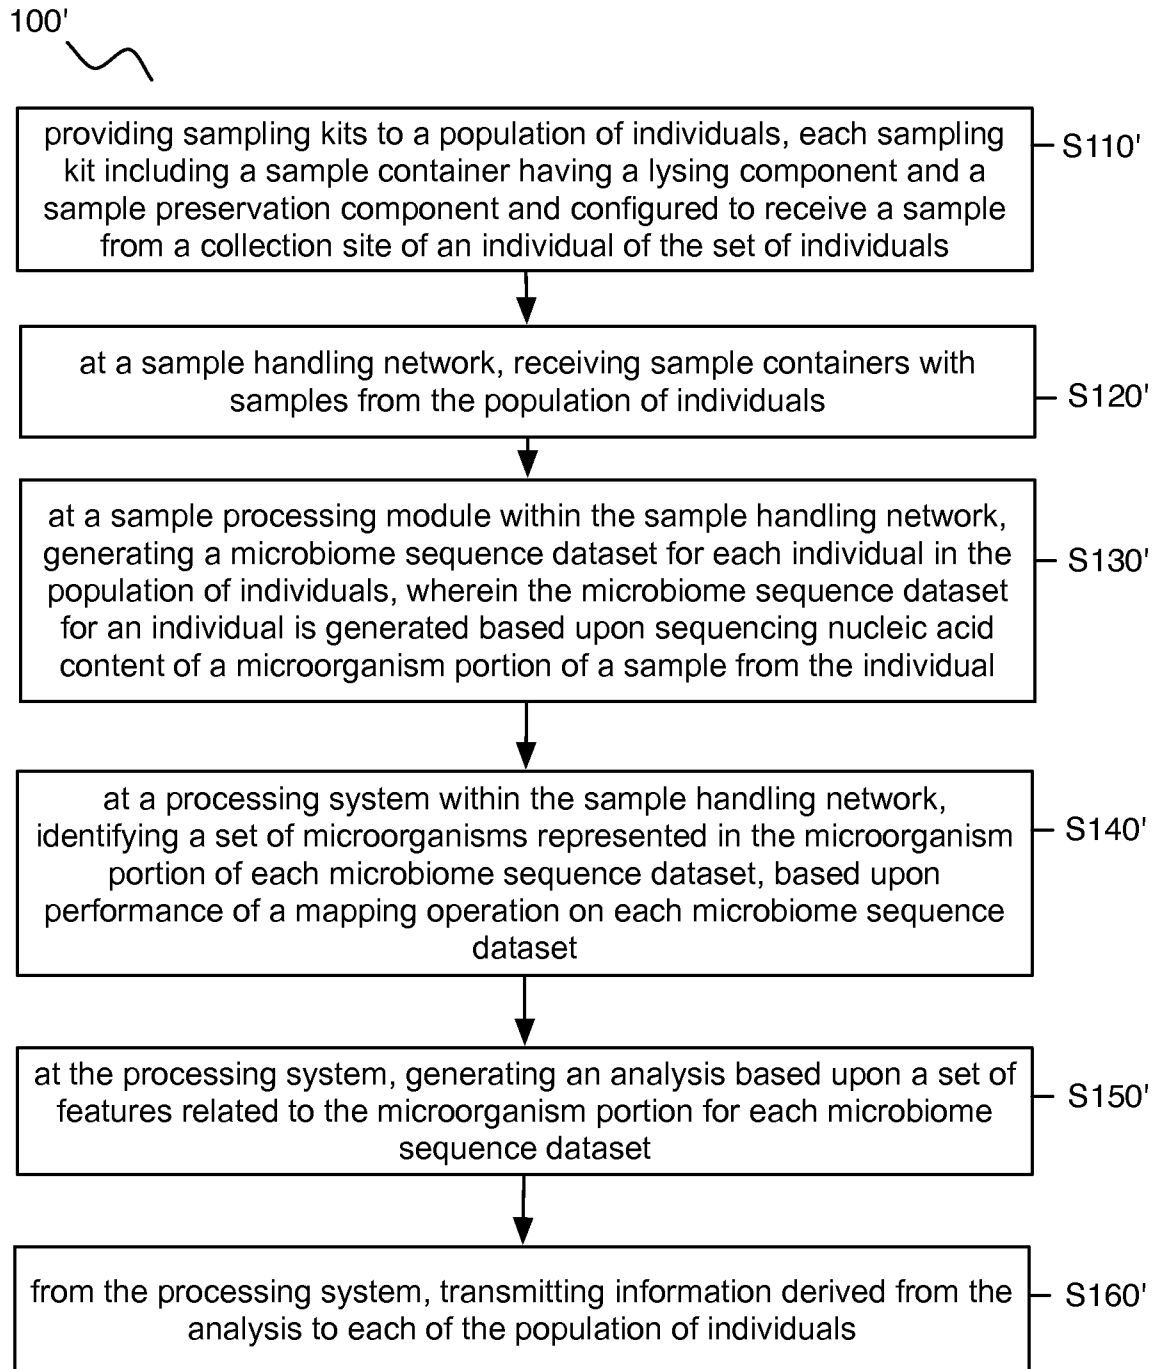 100'
providing sampling kits to a population of individuals, each sampling
kit including a sample container having a lysing component and a
sample preservation component and configured to receive a sample
from a collection site of an individual of the set of individuals
S110'
at a sample handling network, receiving sample containers with
samples from the population of individuals
S120'
at a sample processing module within the sample handling network,
generating a microbiome sequence dataset for each individual in the
population of individuals, wherein the microbiome sequence dataset
for an individual is generated based upon sequencing nucleic acid
content of a microorganism portion of a sample from the individual
S130'
at a processing system within the sample handling network,
identifying a set of microorganisms represented in the microorganism
portion of each microbiome sequence dataset, based upon
performance of a mapping operation on each microbiome sequence
dataset
S140'
at the processing system, generating an analysis based upon a set of
features related to the microorganism portion for each microbiome
sequence dataset
S150'
from the processing system, transmitting information derived from the
analysis to each of the population of individuals
S160'